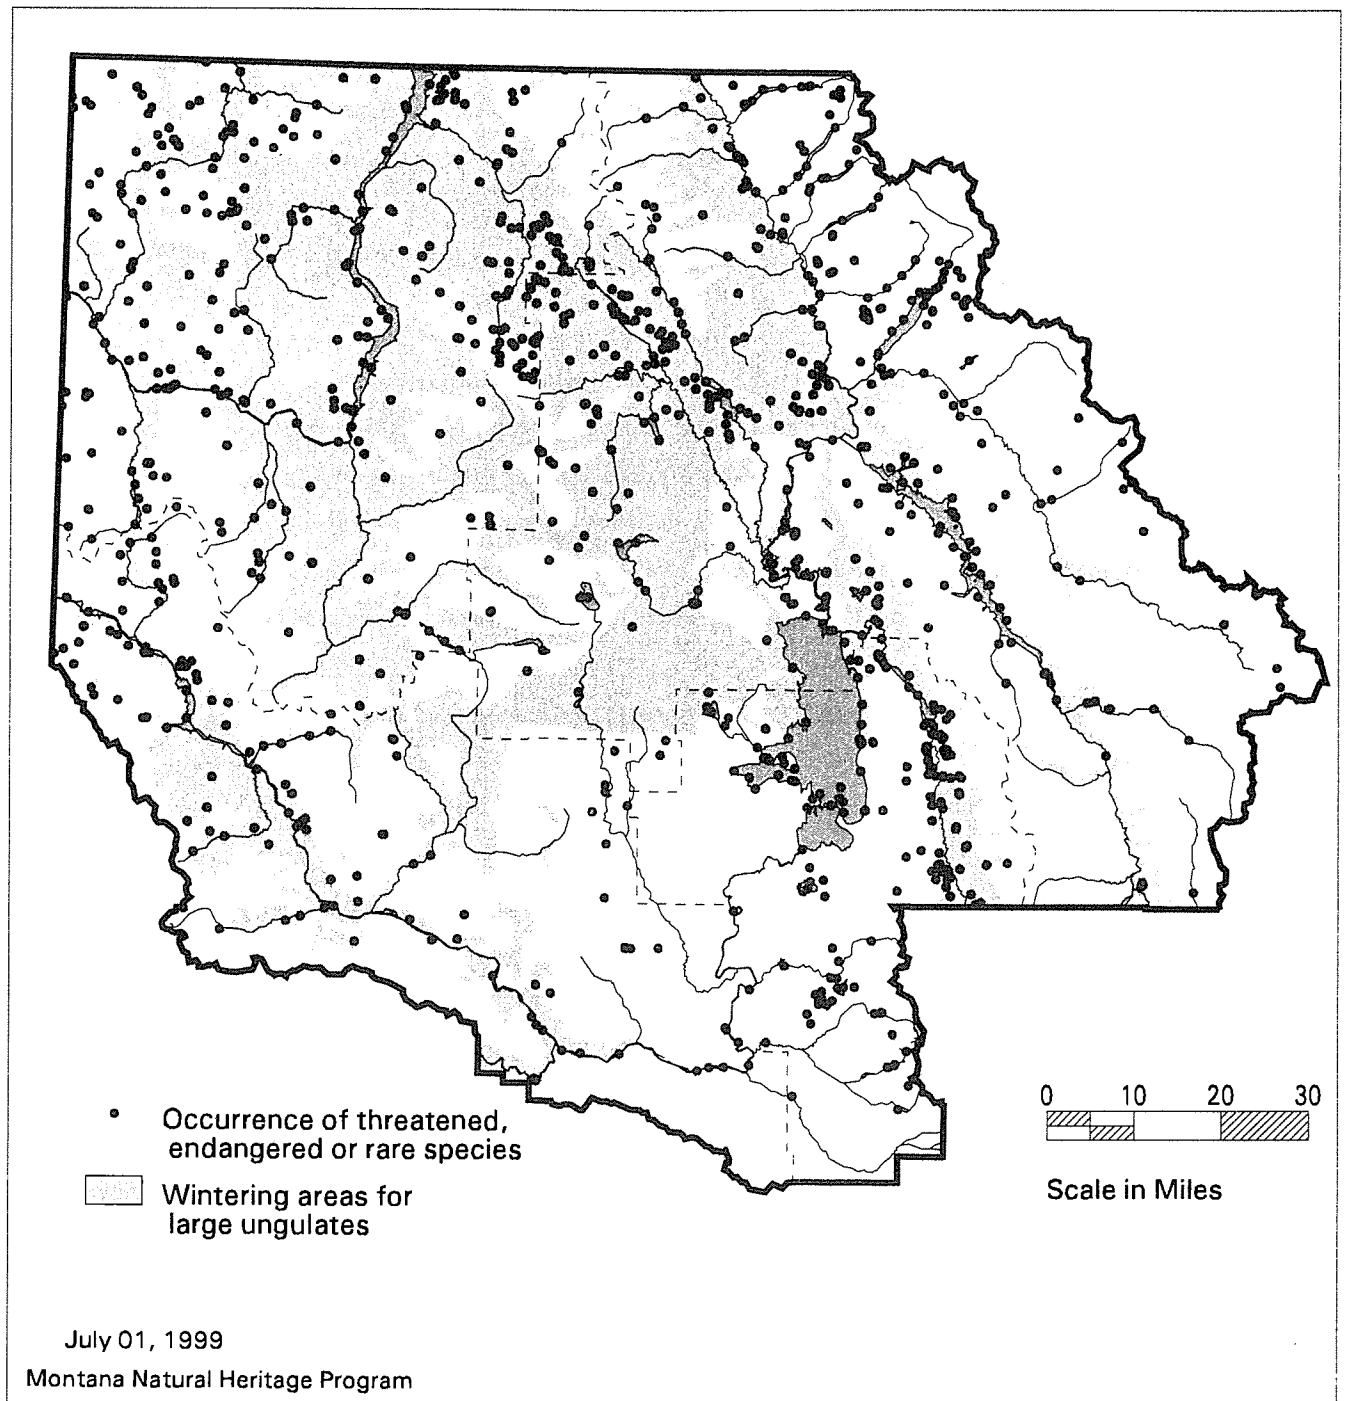 0 10 20 30
Scale in Miles
Occurrence of threatened,
endangered or rare species
Wintering areas for
large ungulates
July 01, 1999
Montana Natural Heritage Program